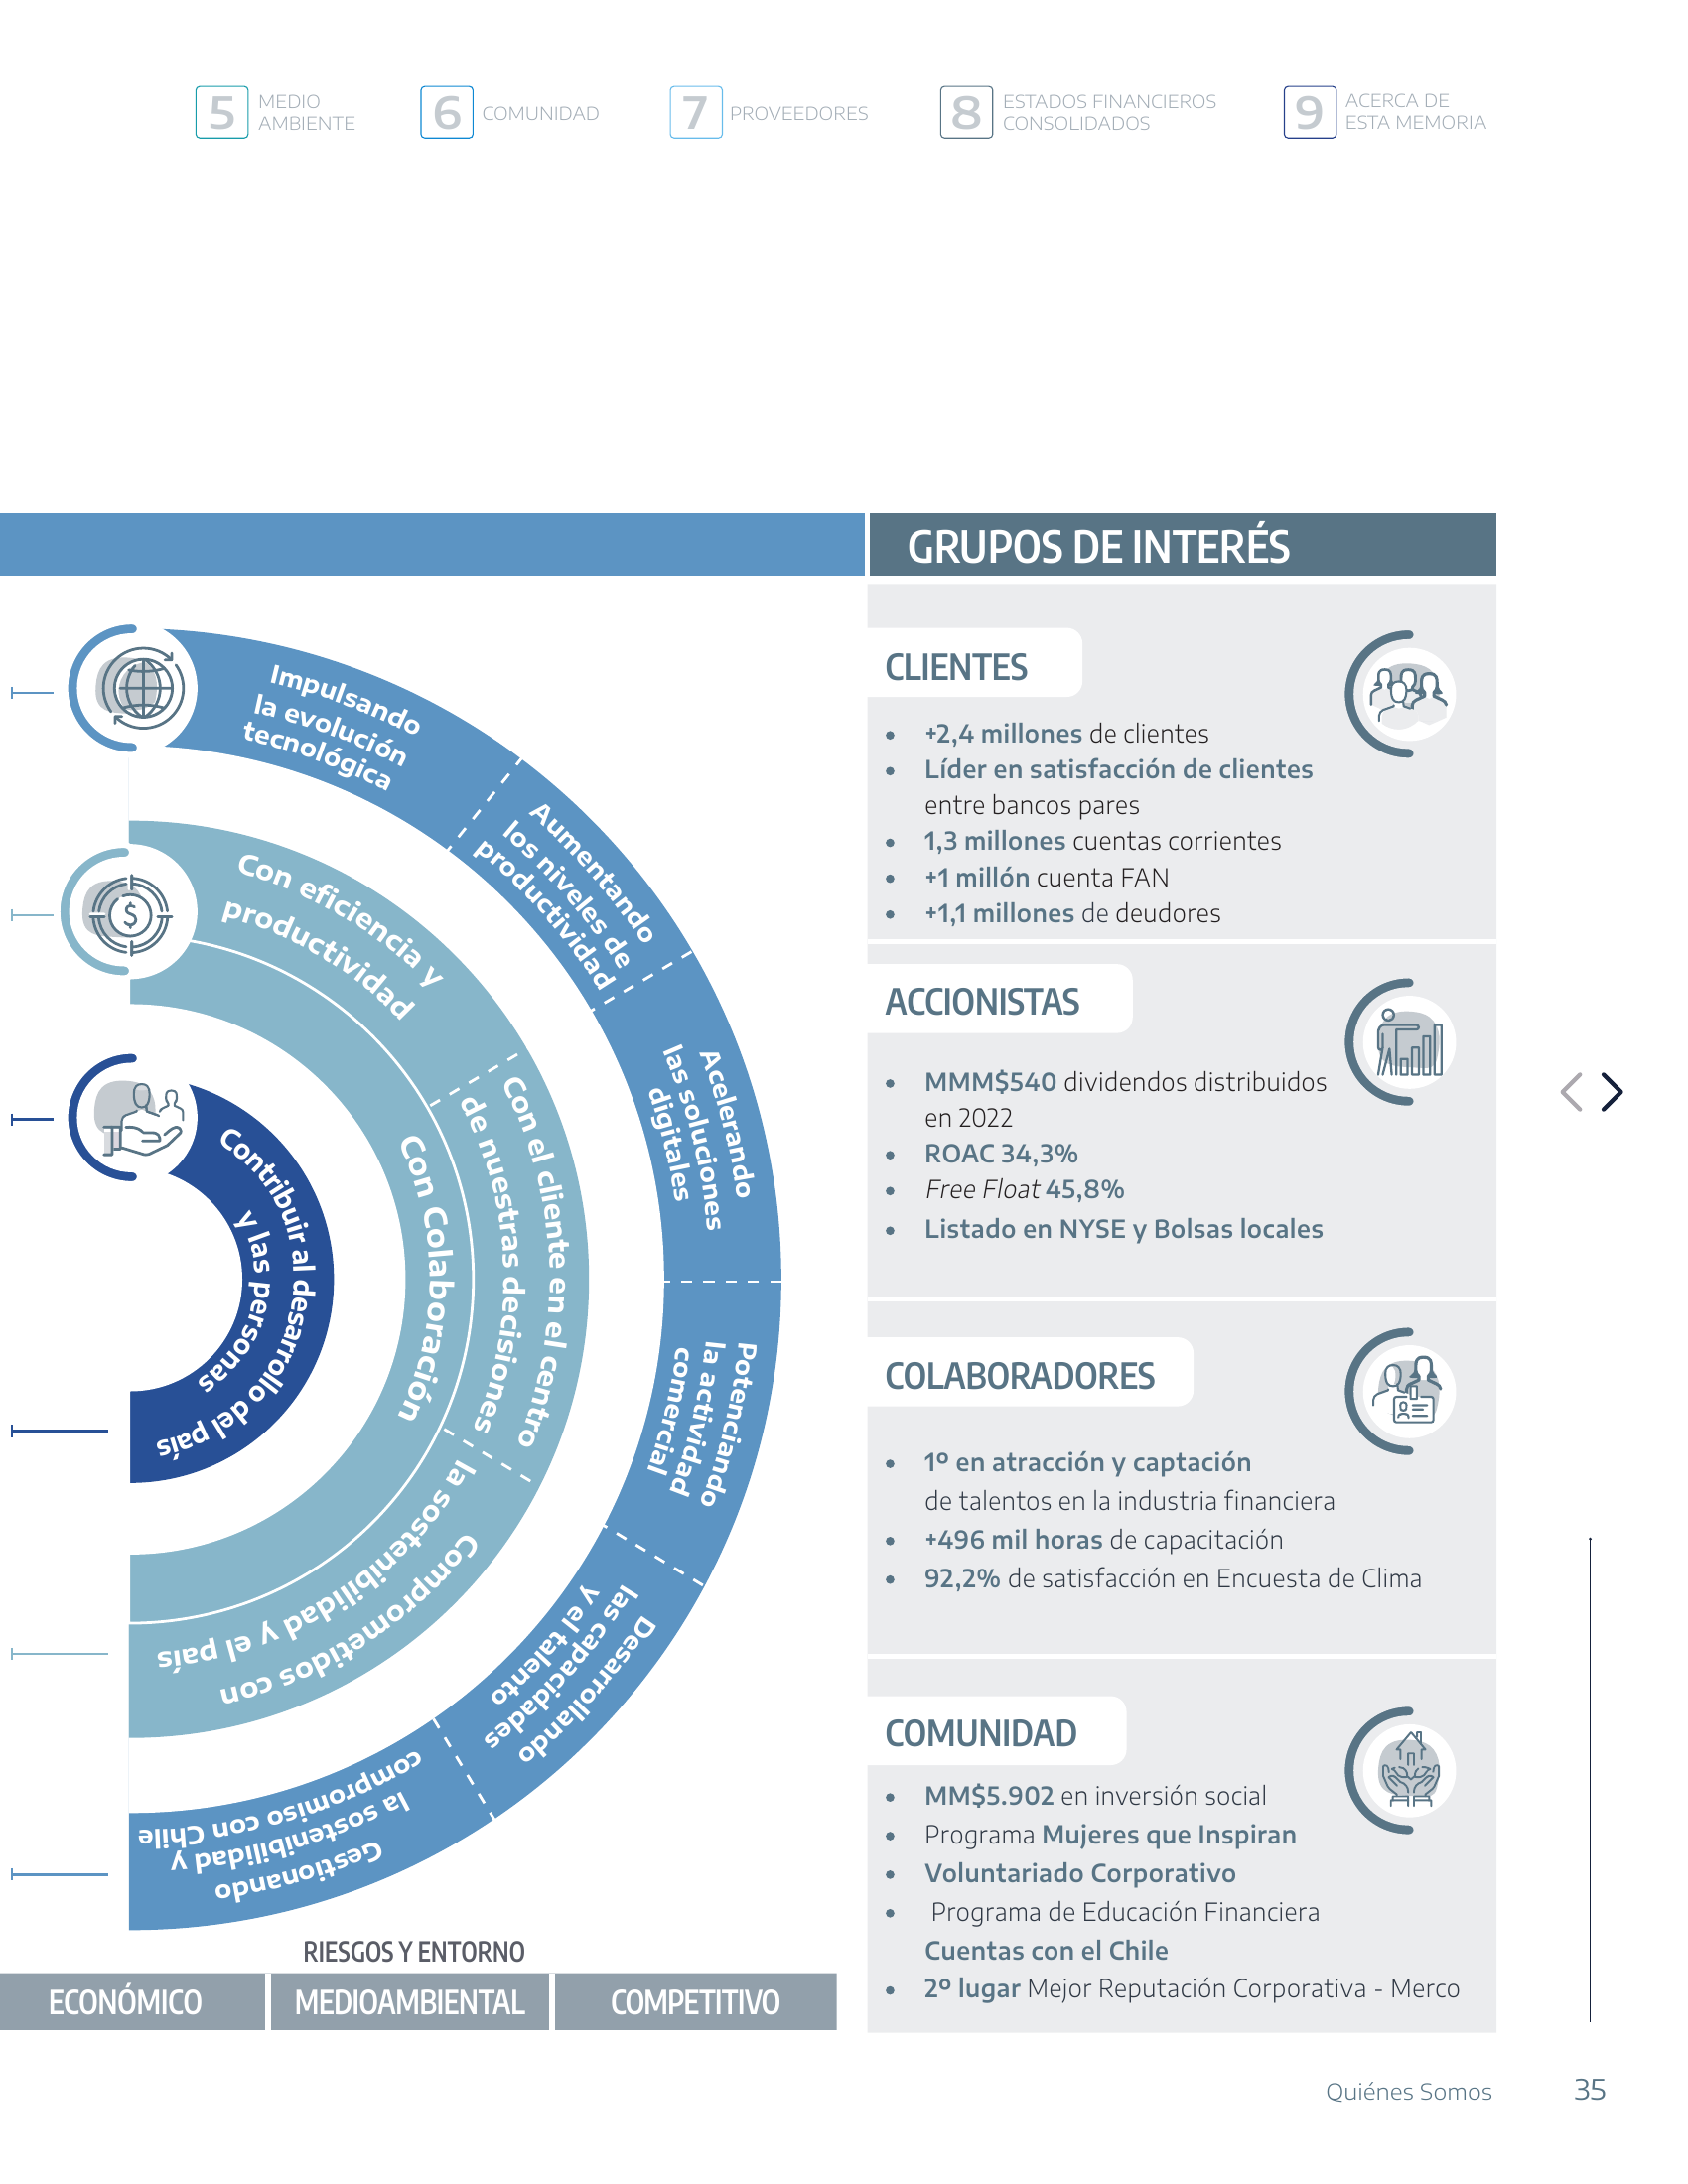 5 MEDIO
AMBIENTE
6 COMUNIDAD
7 PROVEEDORES
8 ESTADOS FINANCIEROS
CONSOLIDADOS
9 ACERCA DE
ESTA MEMORIA
Impulsando
la evolución
tecnológica
Aumentando
los niveles de
productividad
Acelerando
las soluciones
digitales
Potenciando
la actividad
comercial
Desarrollando
las capacidades
y el talento
Gestionando
la sostenibilidad y
compromiso con Chile
Con eficiencia y
productividad
Con el cliente en el centro
de nuestras decisiones
Comprometidos con
la sostenibilidad y el país
Con Colaboración
Contribuir al desarrollo del país
y las personas
$
RIESGOS Y ENTORNO
ECONÓMICO
MEDIOAMBIENTAL
COMPETITIVO
GRUPOS DE INTERÉS
CLIENTES
• +2,4 millones de clientes
• Líder en satisfacción de clientes
entre bancos pares
• 1,3 millones cuentas corrientes
• +1 millón cuenta FAN
• +1,1 millones de deudores
ACCIONISTAS
• MMM$540 dividendos distribuidos
en 2022
• ROAC 34,3%
• Free Float 45,8%
• Listado en NYSE y Bolsas locales
COLABORADORES
• 1º en atracción y captación
de talentos en la industria financiera
• +496 mil horas de capacitación
• 92,2% de satisfacción en Encuesta de Clima
COMUNIDAD
• MM$5.902 en inversión social
• Programa Mujeres que Inspiran
• Voluntariado Corporativo
• Programa de Educación Financiera
Cuentas con el Chile
• 2º lugar Mejor Reputación Corporativa - Merco
Quiénes Somos 35